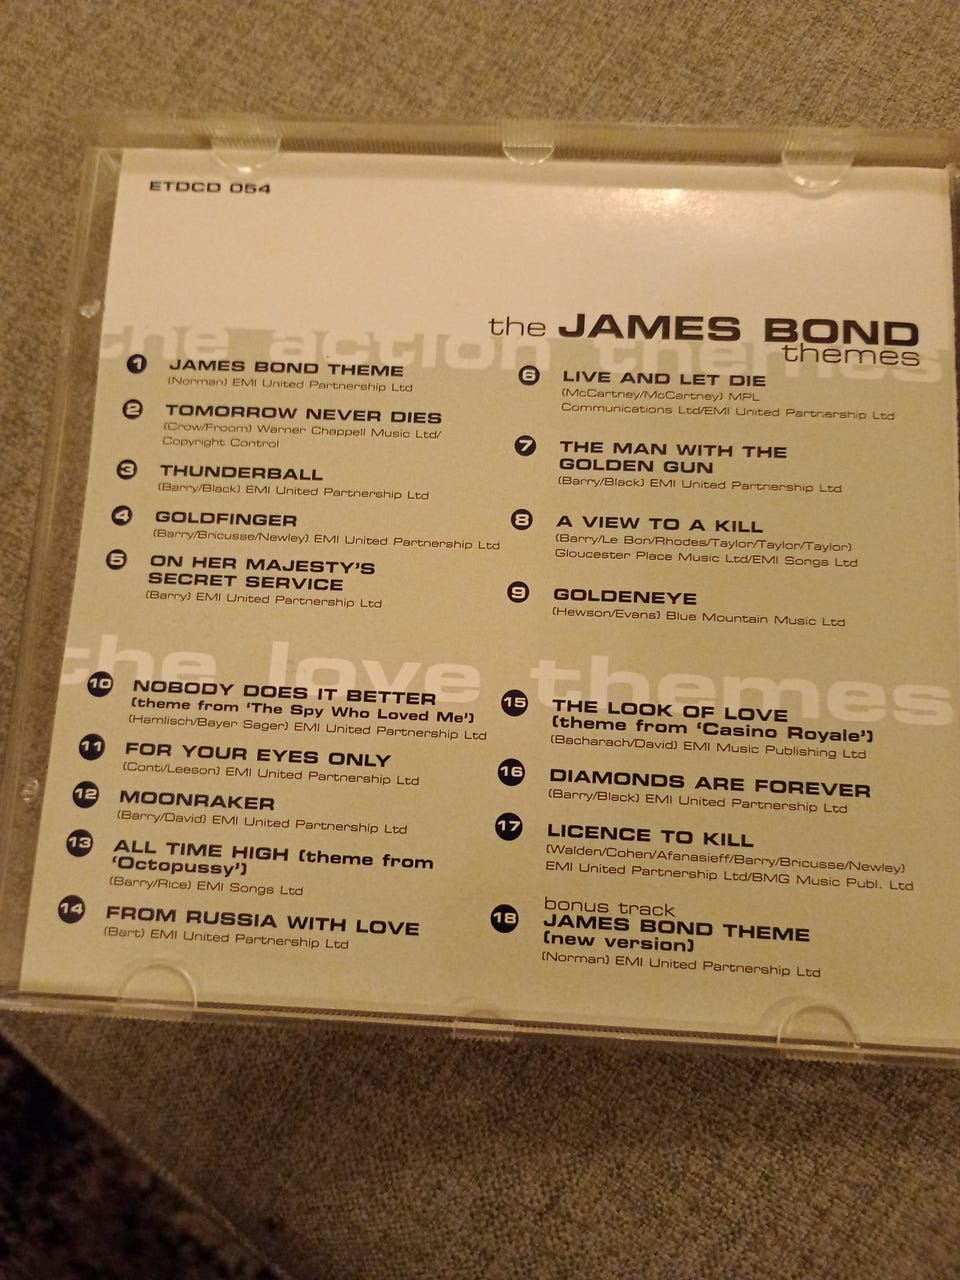 ETDCD 054
the JAMES BOND
themes
the action themes
1 JAMES BOND THEME
(Norman) EMI United Partnership Ltd
2 TOMORROW NEVER DIES
(Crow/Froom) Warner Chappell Music Ltd/
Copyright Control
3 THUNDERBALL
(Barry/Black) EMI United Partnership Ltd
4 GOLDFINGER
(Barry/Bricusse/Newley) EMI United Partnership Ltd
5 ON HER MAJESTY'S
SECRET SERVICE
(Barry) EMI United Partnership Ltd
6 LIVE AND LET DIE
(McCartney/McCartney) MPL
Communications Ltd/EMI United Partnership Ltd
7 THE MAN WITH THE
GOLDEN GUN
(Barry/Black) EMI United Partnership Ltd
8 A VIEW TO A KILL
(Barry/Le Bon/Rhodes/Taylor/Taylor/Taylor)
Gloucester Place Music Ltd/EMI Songs Ltd
9 GOLDENEYE
(Hewson/Evans) Blue Mountain Music Ltd
the love themes
10 NOBODY DOES IT BETTER
(theme from 'The Spy Who Loved Me')
(Hamlisch/Bayer Sager) EMI United Partnership Ltd
11 FOR YOUR EYES ONLY
(Conti/Leeson) EMI United Partnership Ltd
12 MOONRAKER
(Barry/David) EMI United Partnership Ltd
13 ALL TIME HIGH (theme from
'Octopussy')
(Barry/Rice) EMI Songs Ltd
14 FROM RUSSIA WITH LOVE
(Bart) EMI United Partnership Ltd
15 THE LOOK OF LOVE
(theme from 'Casino Royale')
(Bacharach/David) EMI Music Publishing Ltd
16 DIAMONDS ARE FOREVER
(Barry/Black) EMI United Partnership Ltd
17 LICENCE TO KILL
(Walden/Cohen/Afanasieff/Barry/Bricusse/Newley)
EMI United Partnership Ltd/BMG Music Publ. Ltd
bonus track
18 JAMES BOND THEME
(new version)
(Norman) EMI United Partnership Ltd